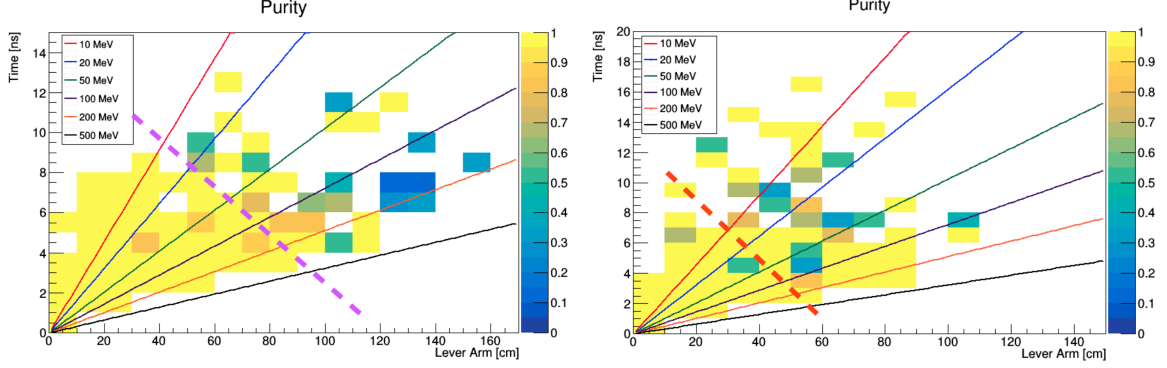 Purity
Time [ns]
14
12
10
8
6
4
2
0
10 MeV
20 MeV
50 MeV
100 MeV
200 MeV
500 MeV
0 20 40 60 80 100 120 140 160
Lever Arm [cm]
1
0.9
0.8
0.7
0.6
0.5
0.4
0.3
0.2
0.1
0
Purity
Time [ns]
20
18
16
14
12
10
8
6
4
2
0
10 MeV
20 MeV
50 MeV
100 MeV
200 MeV
500 MeV
0 20 40 60 80 100 120 140
Lever Arm [cm]
1
0.9
0.8
0.7
0.6
0.5
0.4
0.3
0.2
0.1
0